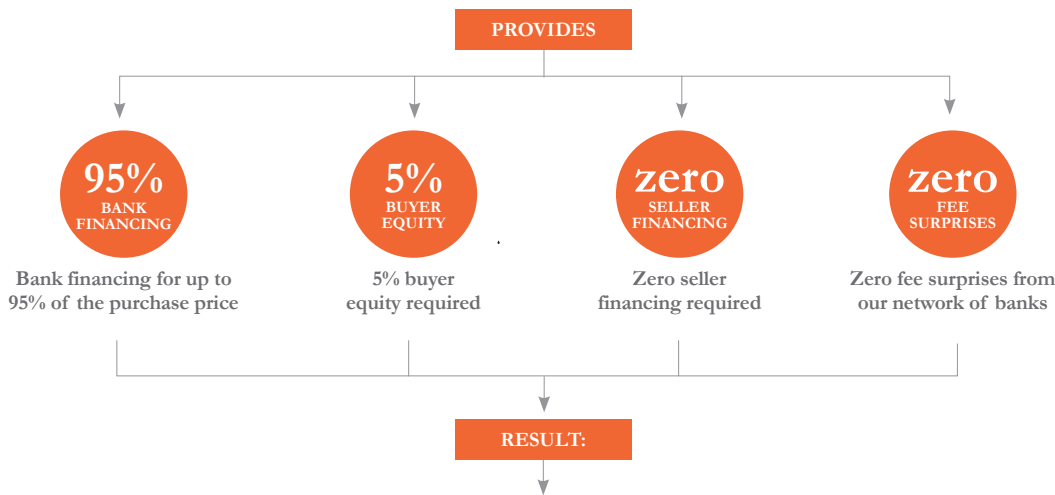 PROVIDES
95%
BANK
FINANCING
5%
BUYER
EQUITY
zero
SELLER
FINANCING
zero
FEE
SURPRISES
Bank financing for up to
95% of the purchase price
5% buyer
equity required
Zero seller
financing required
Zero fee surprises from
our network of banks
RESULT: